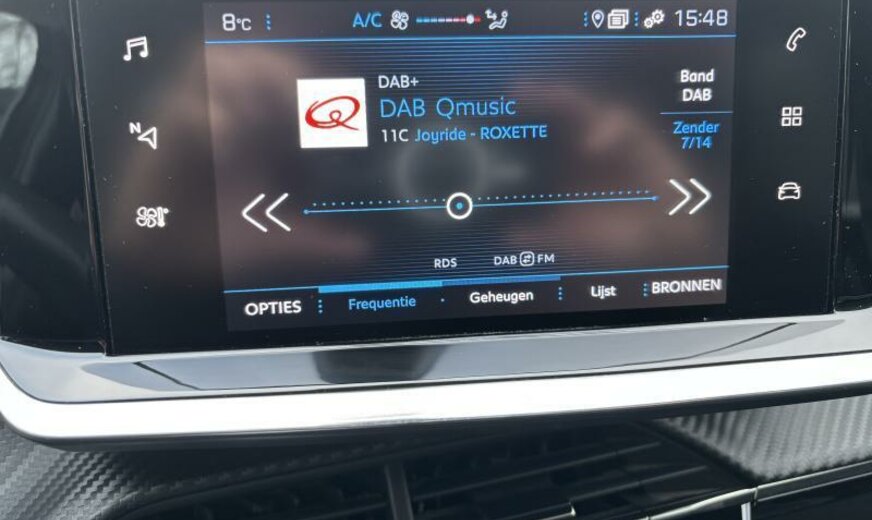 8°C A/C 15:48
N
DAB+
DAB Qmusic
11C Joyride - ROXETTE
Band
DAB
Zender
7/14
RDS DAB FM
OPTIES Frequentie Geheugen Lijst BRONNEN